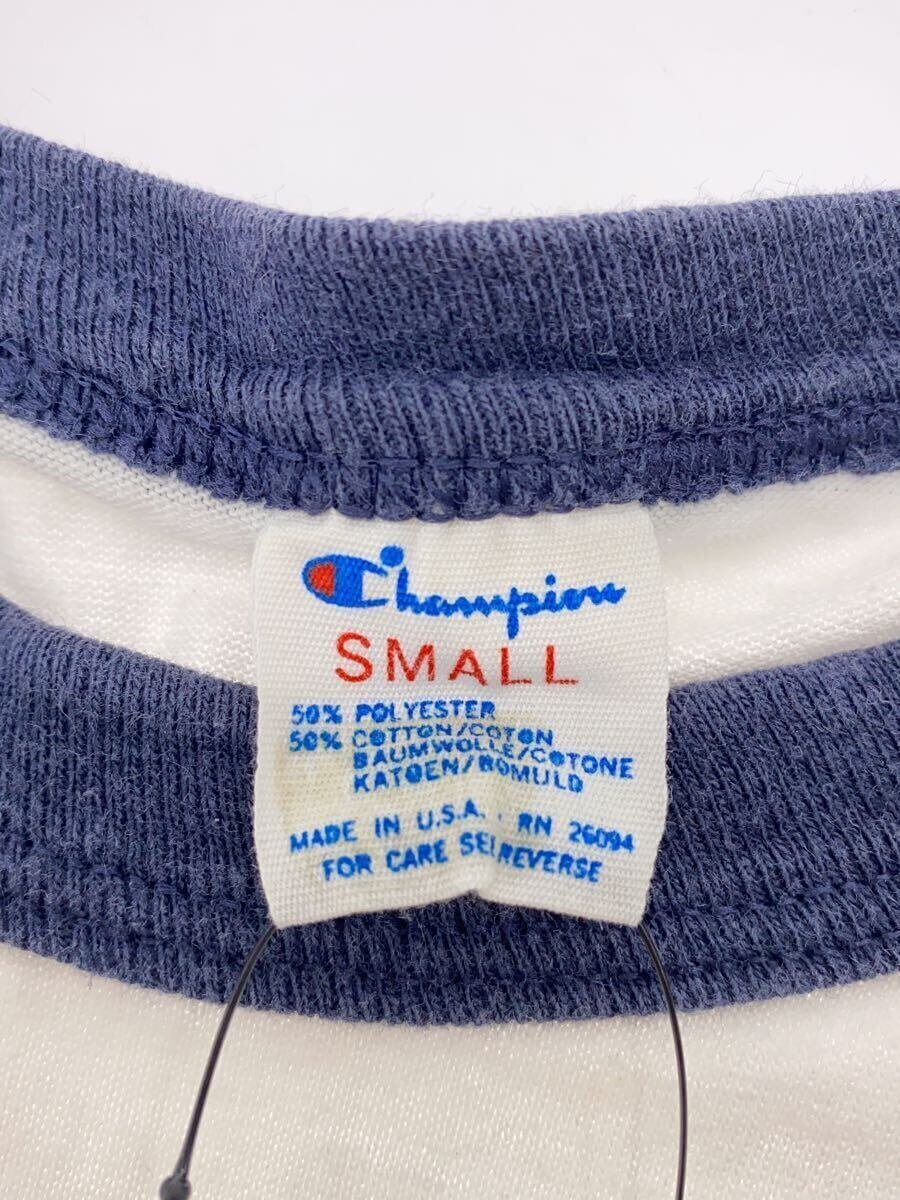 Champion
SMALL
50% POLYESTER
50% COTTON/COTON
BAUMWOLLE/COTONE
KATOEN/BOMULD
MADE IN U.S.A. · RN 26094
FOR CARE SEE REVERSE